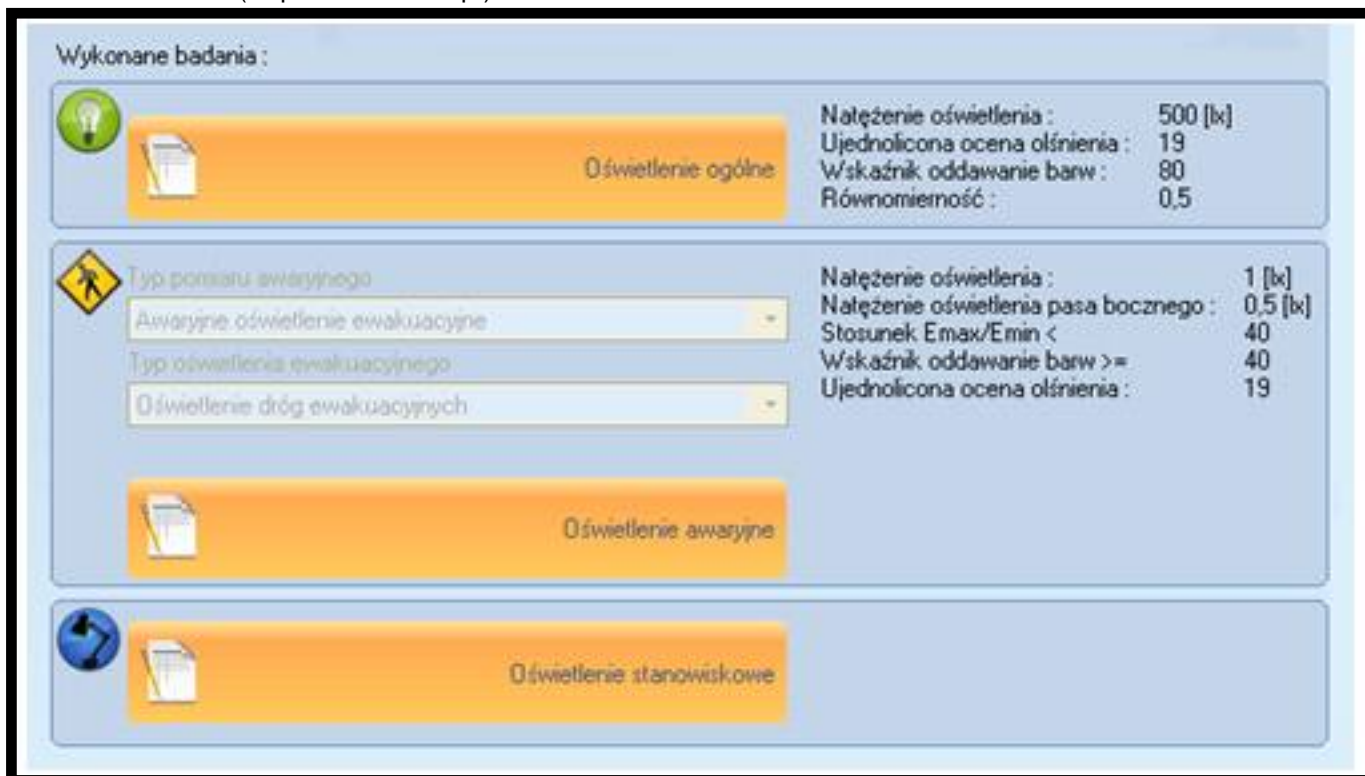 Wykonane badania :
Oświetlenie ogólne
Natężenie oświetlenia : 500 [lx]
Ujednolicona ocena olśnienia : 19
Wskaźnik oddawanie barw : 80
Równomierność : 0,5
Typ pomiaru awaryjnego
Awaryjne oświetlenie ewakuacyjne
Typ oświetlenia ewakuacyjnego
Oświetlenie dróg ewakuacyjnych
Oświetlenie awaryjne
Natężenie oświetlenia : 1 [lx]
Natężenie oświetlenia pasa bocznego : 0,5 [lx]
Stosunek Emax/Emin < 40
Wskaźnik oddawanie barw >= 40
Ujednolicona ocena olśnienia : 19
Oświetlenie stanowiskowe